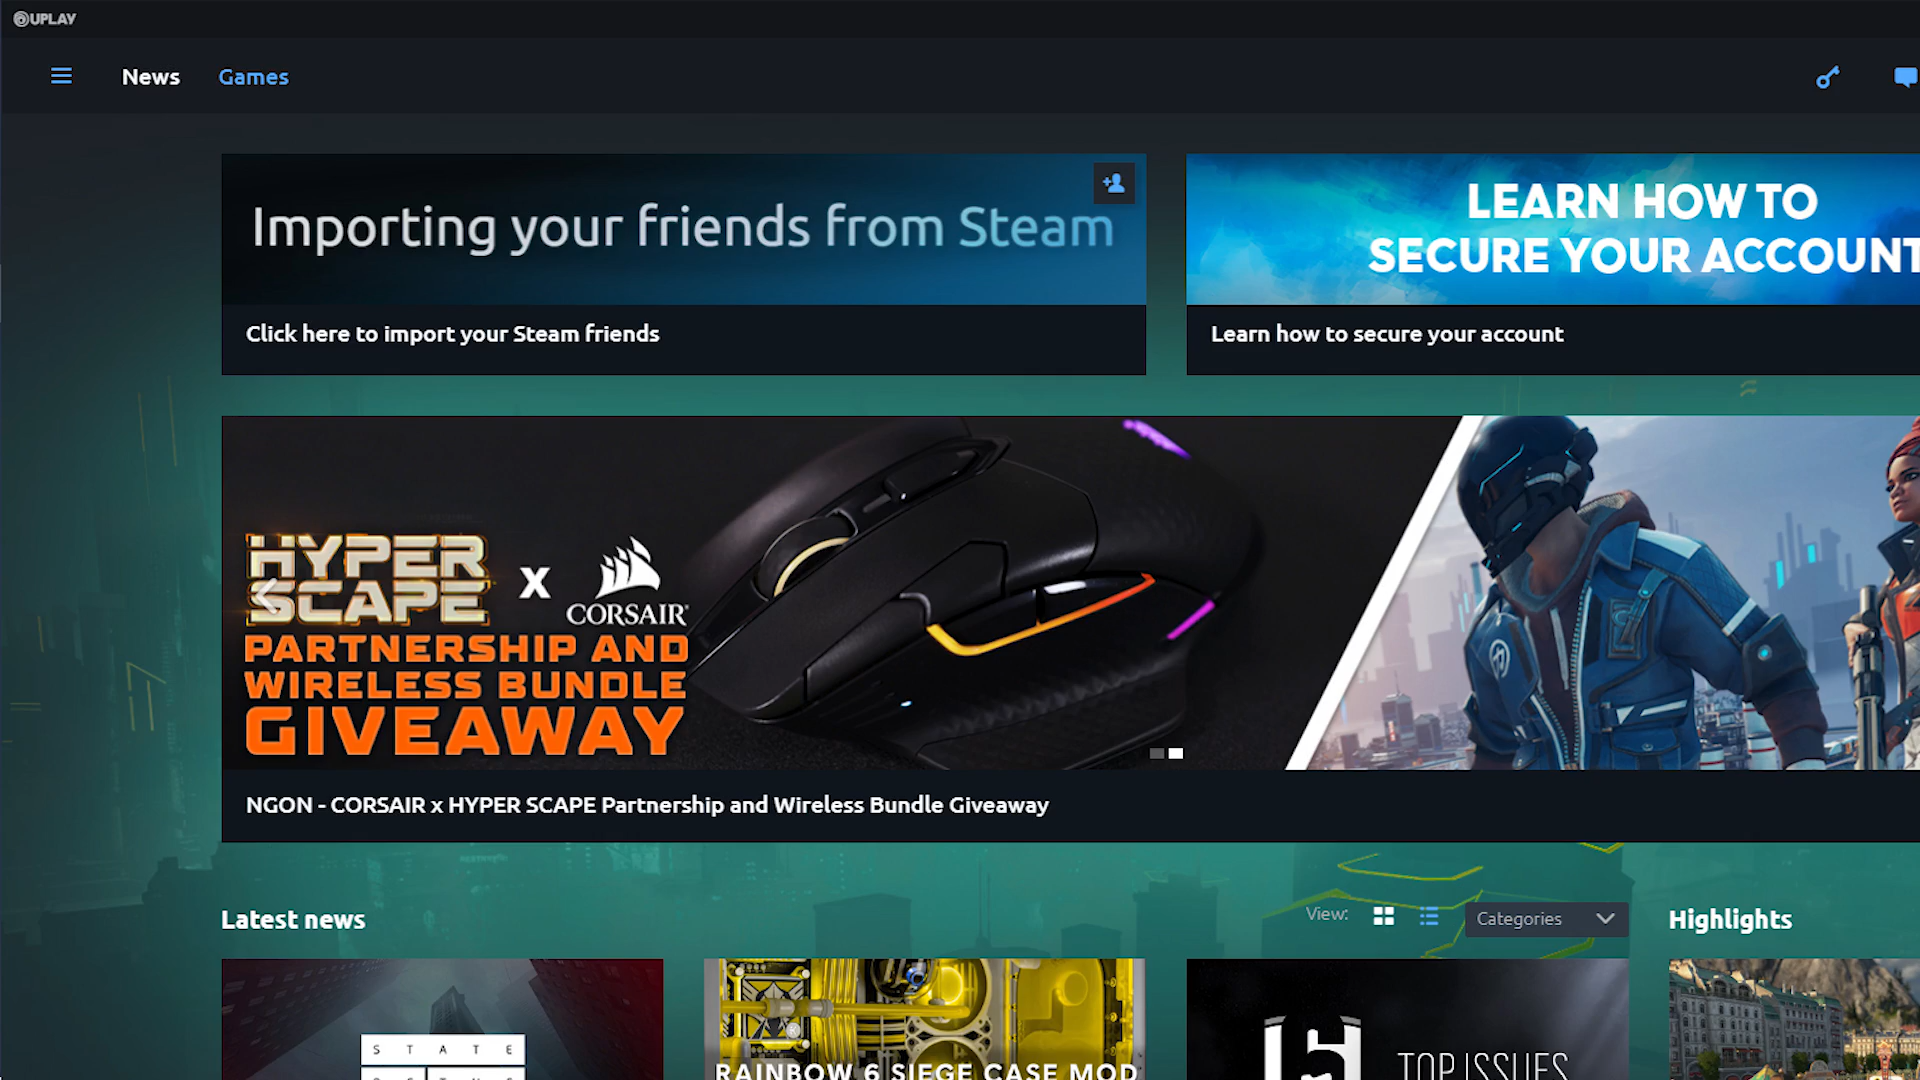 UPLAY
News
Games
Importing your friends from Steam
Click here to import your Steam friends
LEARN HOW TO
SECURE YOUR ACCOUNT
Learn how to secure your account
HYPER
SCAPE
X
CORSAIR
PARTNERSHIP AND
WIRELESS BUNDLE
GIVEAWAY
NGON - CORSAIR x HYPER SCAPE Partnership and Wireless Bundle Giveaway
Latest news
View:
Categories
Highlights
STATE
RAINBOW 6 SIEGE CASE MOD
TOP ISSUES